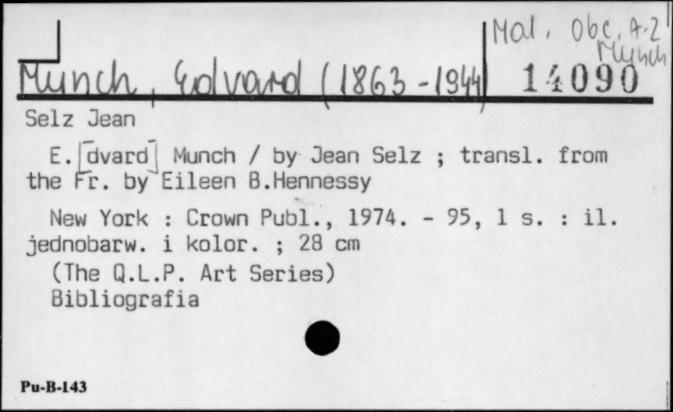 Mal. Obc. A-Z
Munch
Munch, Edvard (1863-1944) 14090
Selz Jean
E.[dvard] Munch / by Jean Selz ; transl. from
the Fr. by Eileen B.Hennessy
New York : Crown Publ., 1974. - 95, 1 s. : il.
jednobarw. i kolor. ; 28 cm
(The Q.L.P. Art Series)
Bibliografia
Pu-B-143